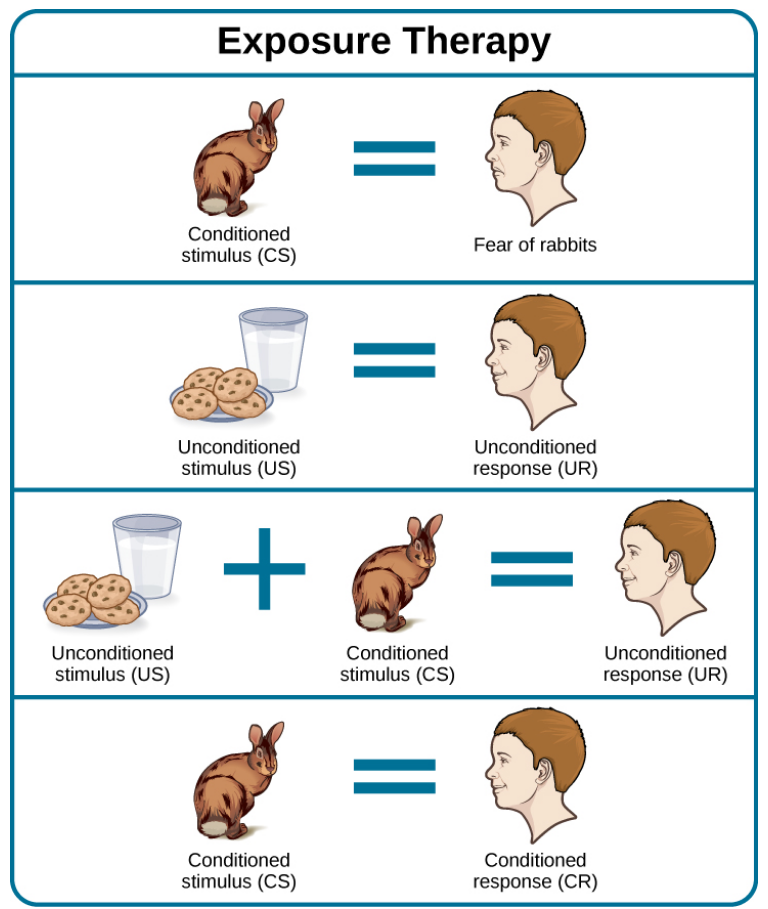 Exposure Therapy
Conditioned
stimulus (CS)
Fear of rabbits
Unconditioned
stimulus (US)
Unconditioned
response (UR)
Unconditioned
stimulus (US)
Conditioned
stimulus (CS)
Unconditioned
response (UR)
Conditioned
stimulus (CS)
Conditioned
response (CR)